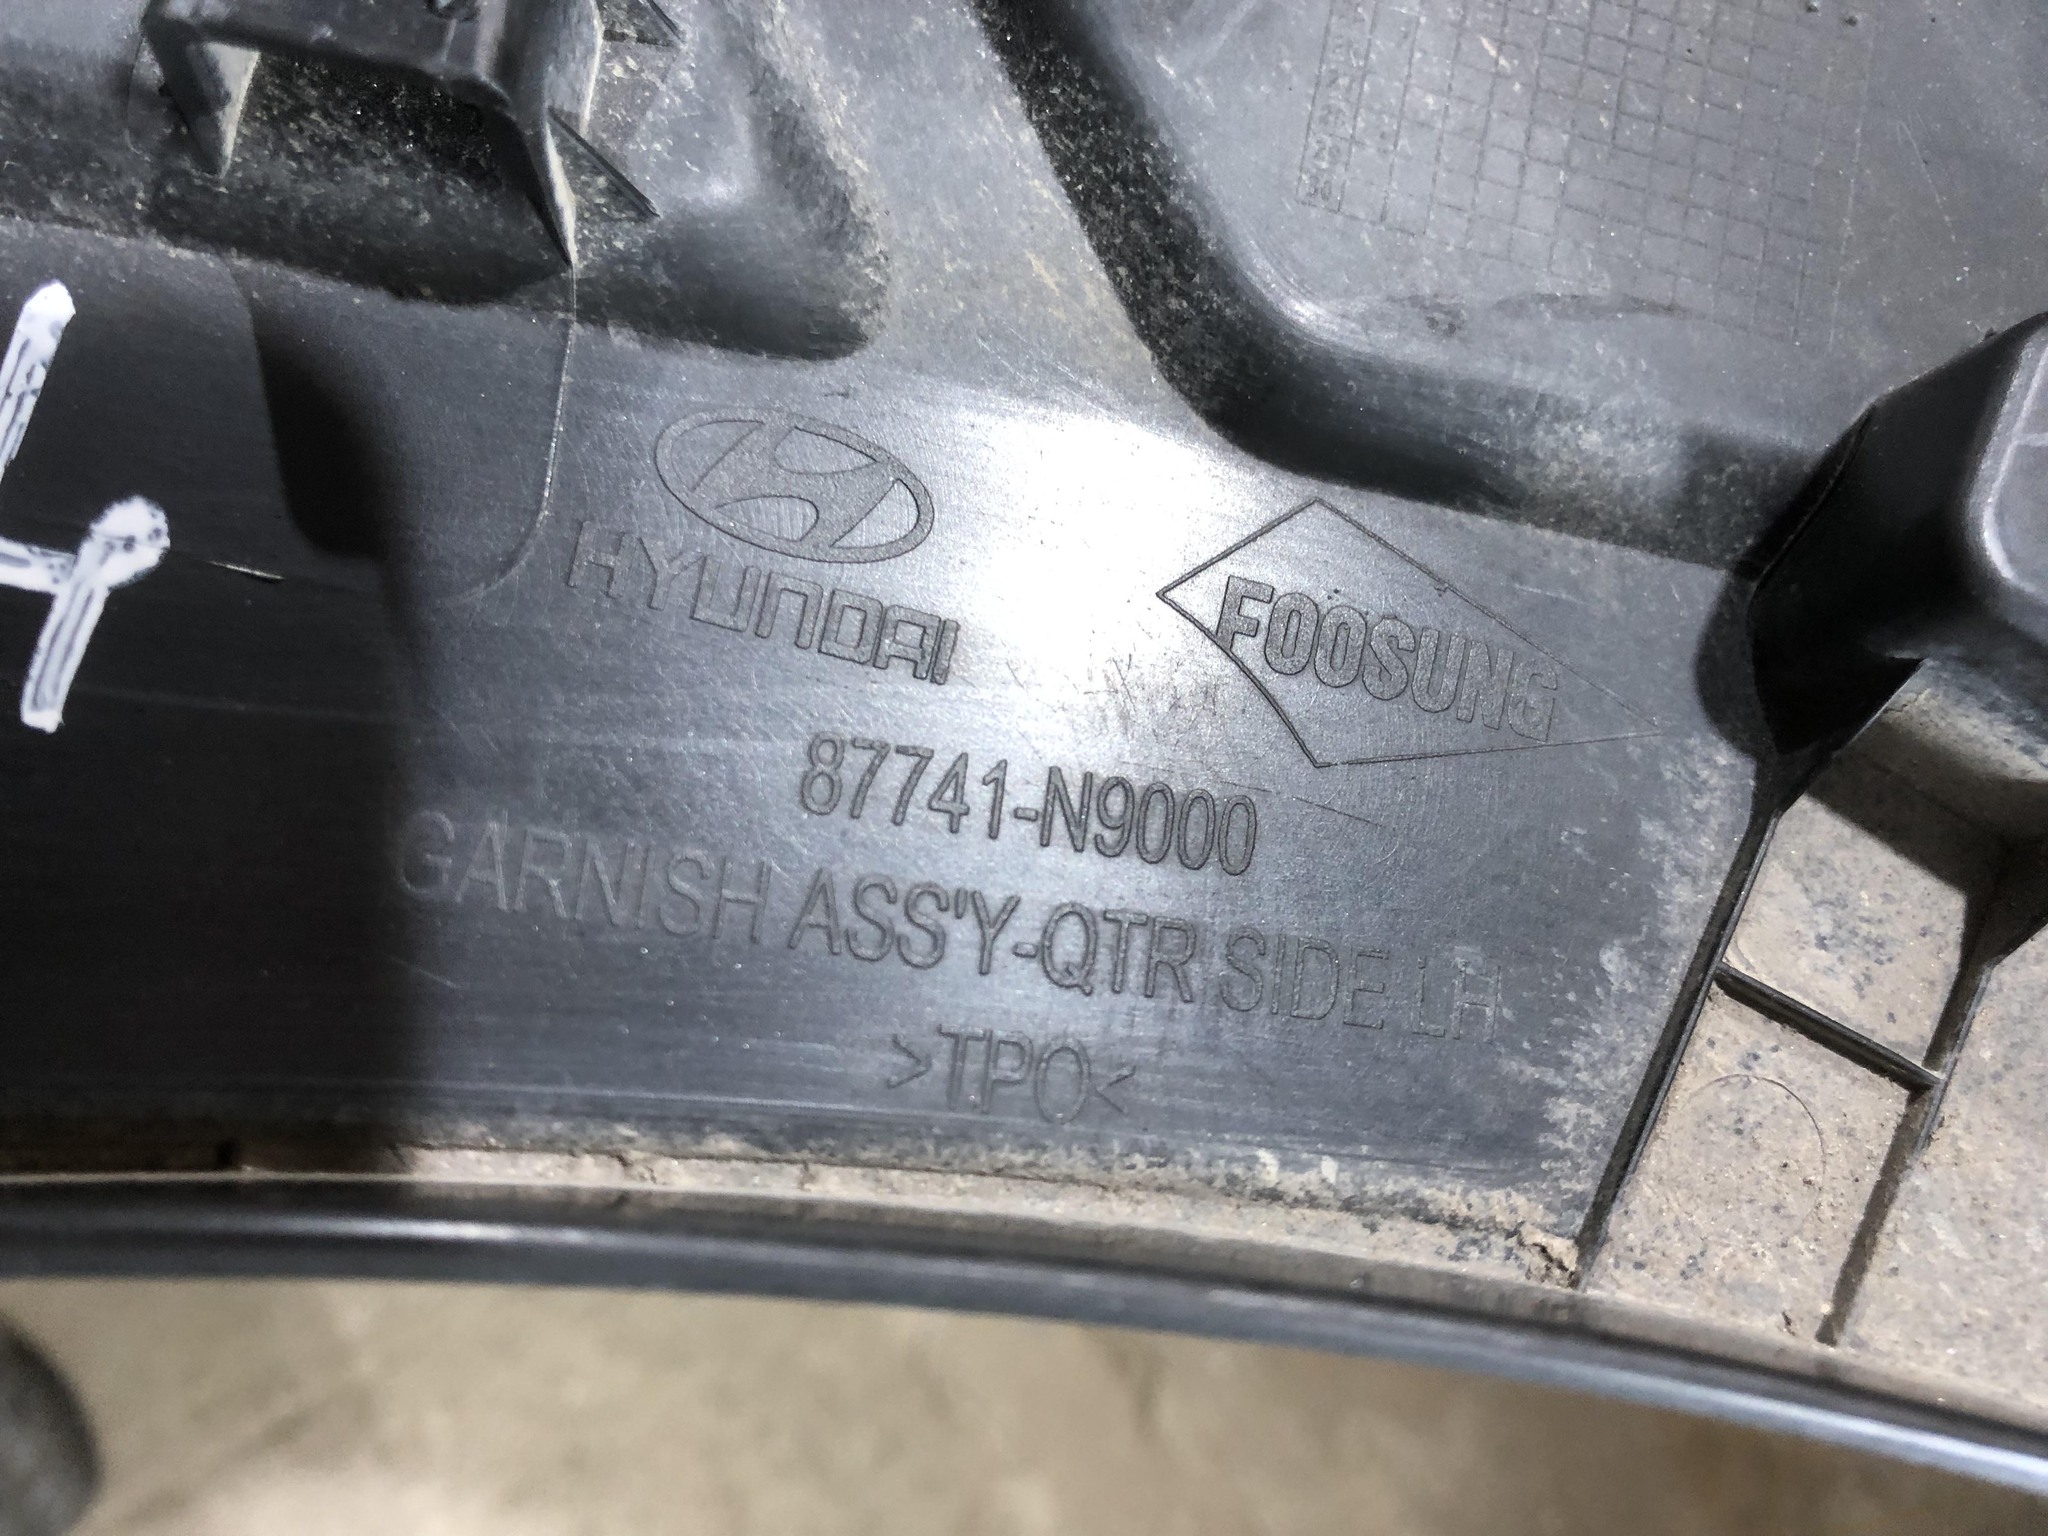 HYUNDAI
FOOSUNG
87741-N9000
GARNISH ASS'Y-QTR SIDE LH
>TPO<